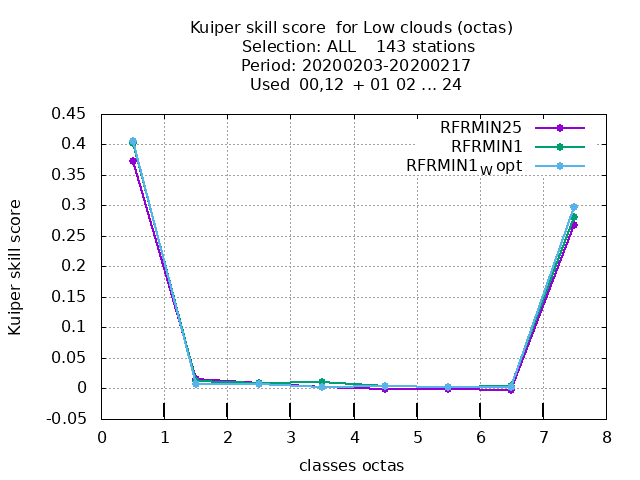 Kuiper skill score  for Low clouds (octas)
Selection: ALL    143 stations
Period: 20200203-20200217
Used  00,12  + 01 02 ... 24
RFRMIN25
RFRMIN1
RFRMIN1W opt
Kuiper skill score
0.45
0.4
0.35
0.3
0.25
0.2
0.15
0.1
0.05
0
-0.05
0 1 2 3 4 5 6 7 8
classes octas